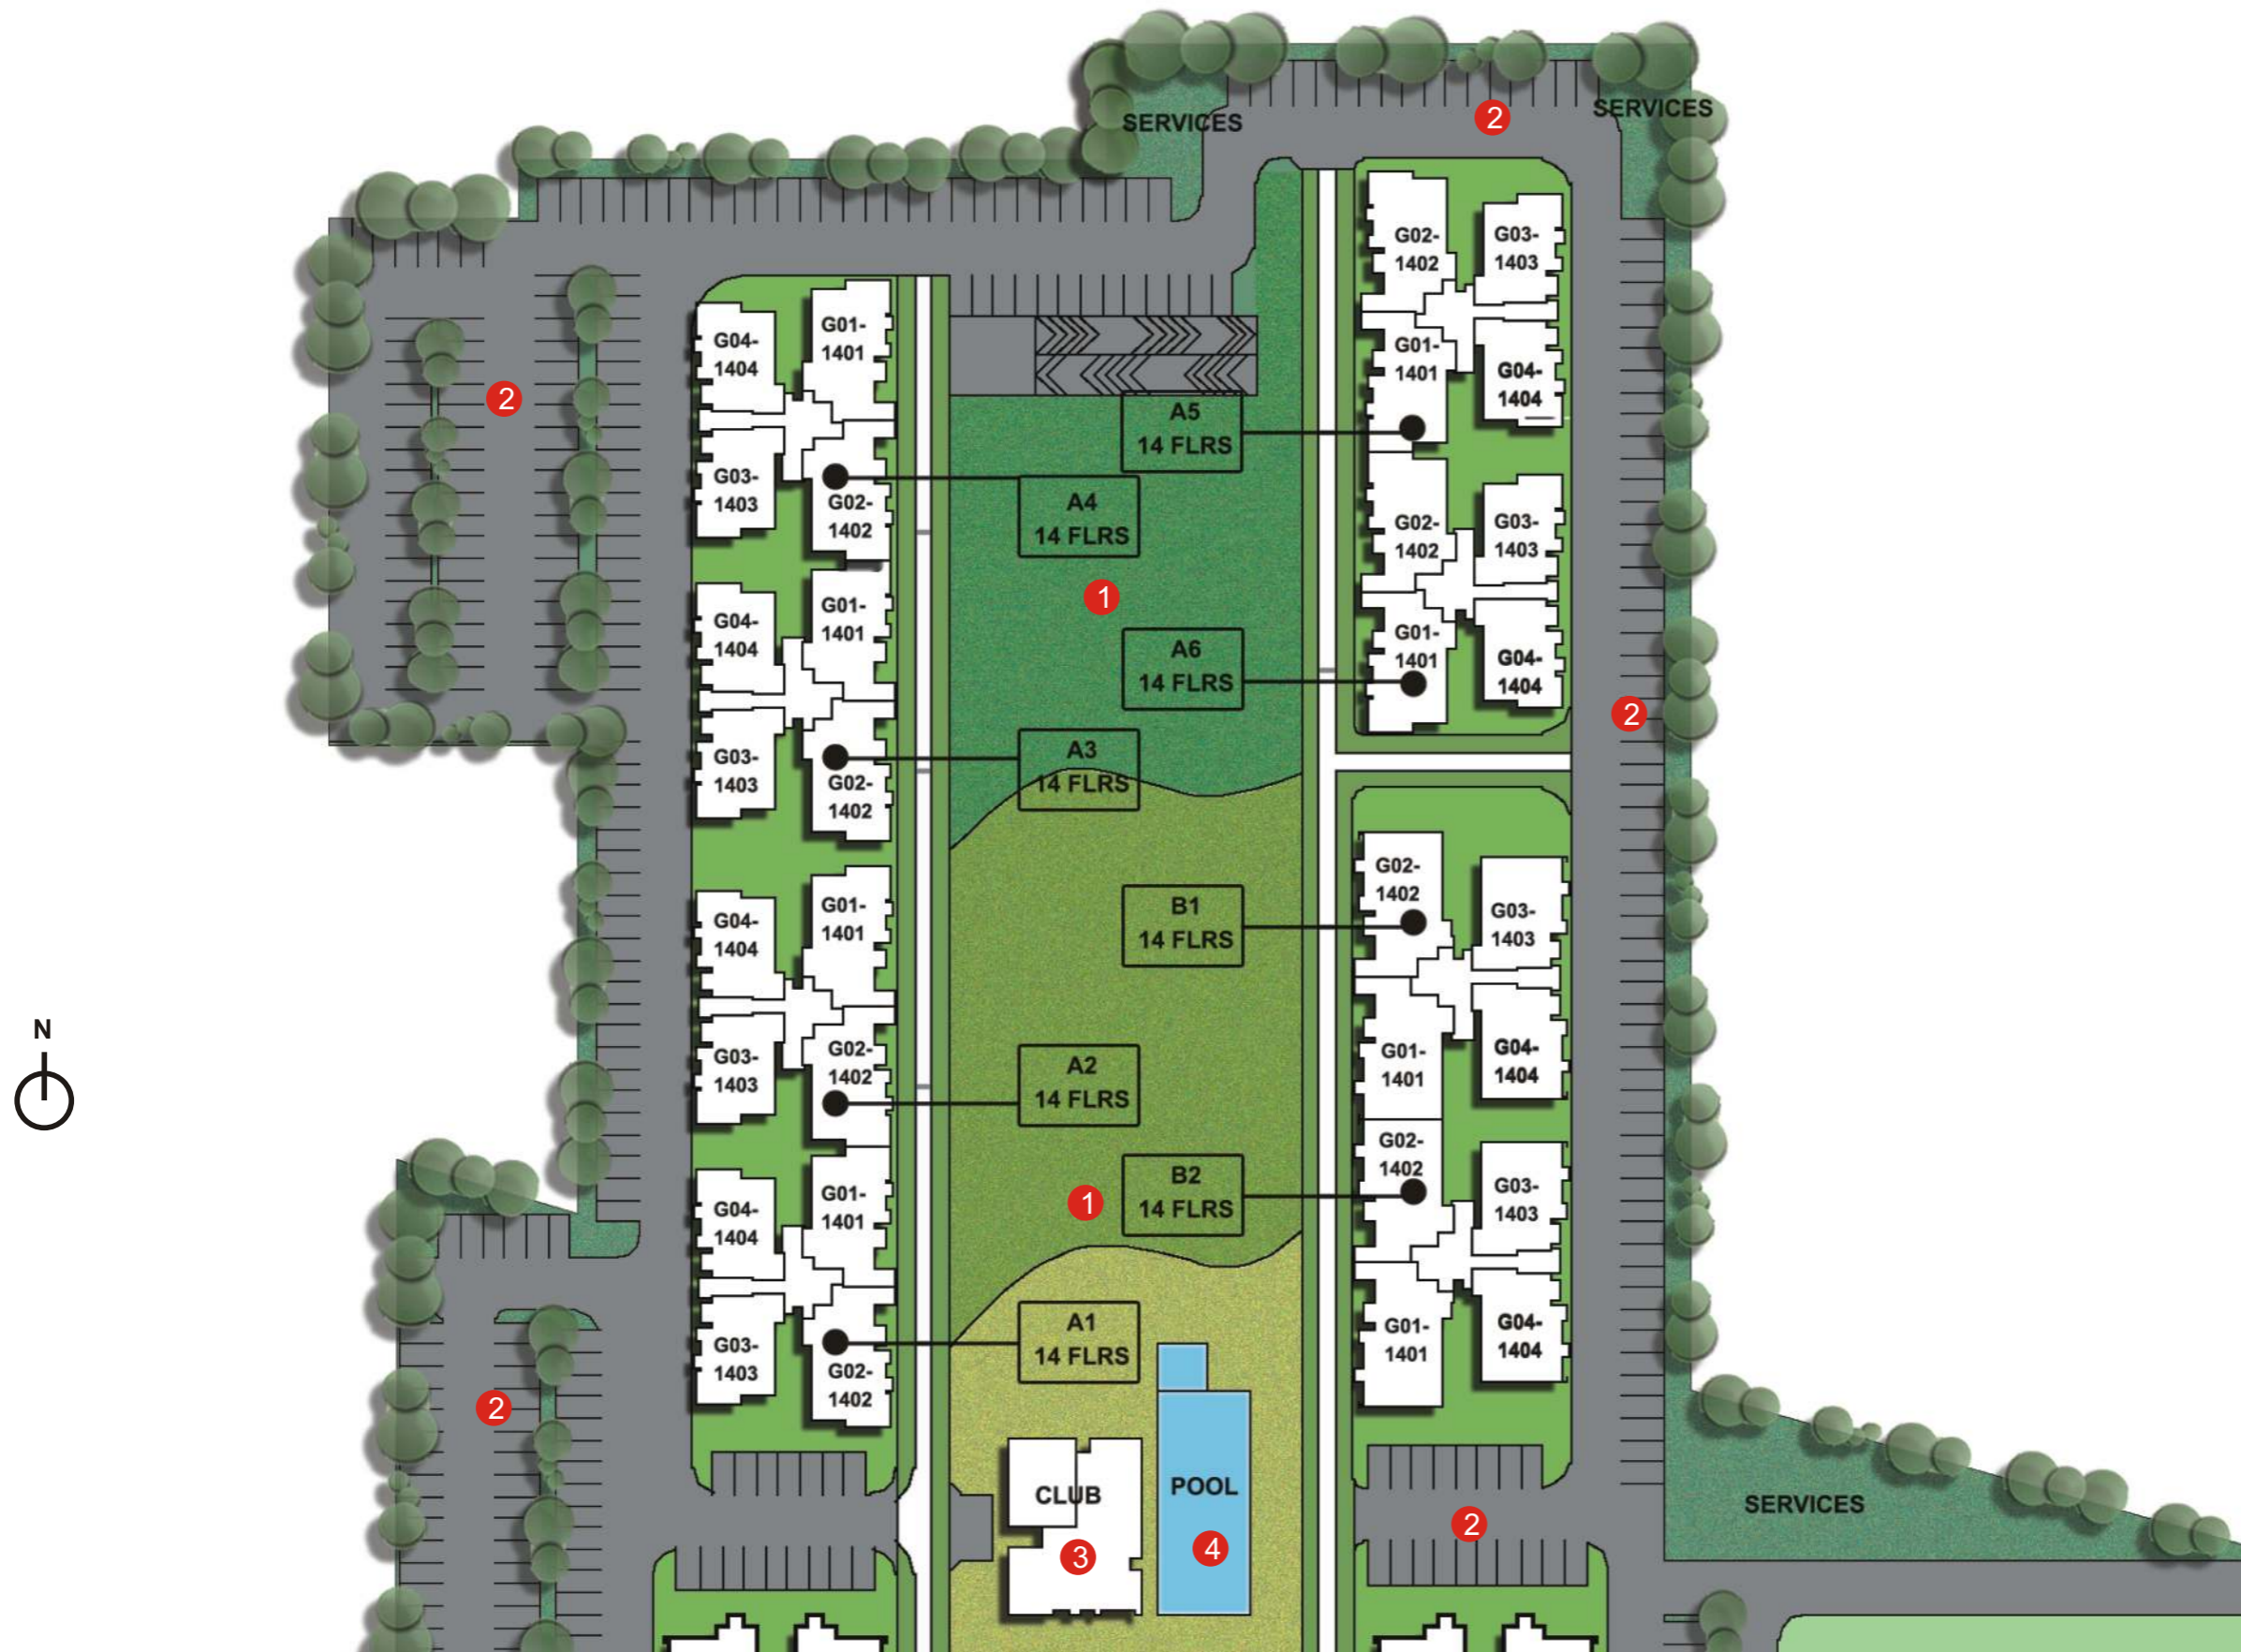 SERVICES
SERVICES
2
G02-
1402
G03-
1403
G01-
1401
G04-
1404
G04-
1404
G01-
1401
G03-
1403
G02-
1402
2
A5
14 FLRS
A4
14 FLRS
1
G02-
1402
G03-
1403
G01-
1401
G04-
1404
G04-
1404
G01-
1401
G03-
1403
G02-
1402
A6
14 FLRS
2
A3
14 FLRS
B1
14 FLRS
G02-
1402
G03-
1403
G01-
1401
G04-
1404
G04-
1404
G01-
1401
G03-
1403
G02-
1402
N
A2
14 FLRS
B2
14 FLRS
1
G02-
1402
G03-
1403
G01-
1401
G04-
1404
G04-
1404
G01-
1401
G03-
1403
G02-
1402
A1
14 FLRS
2
CLUB
3
POOL
4
2
SERVICES